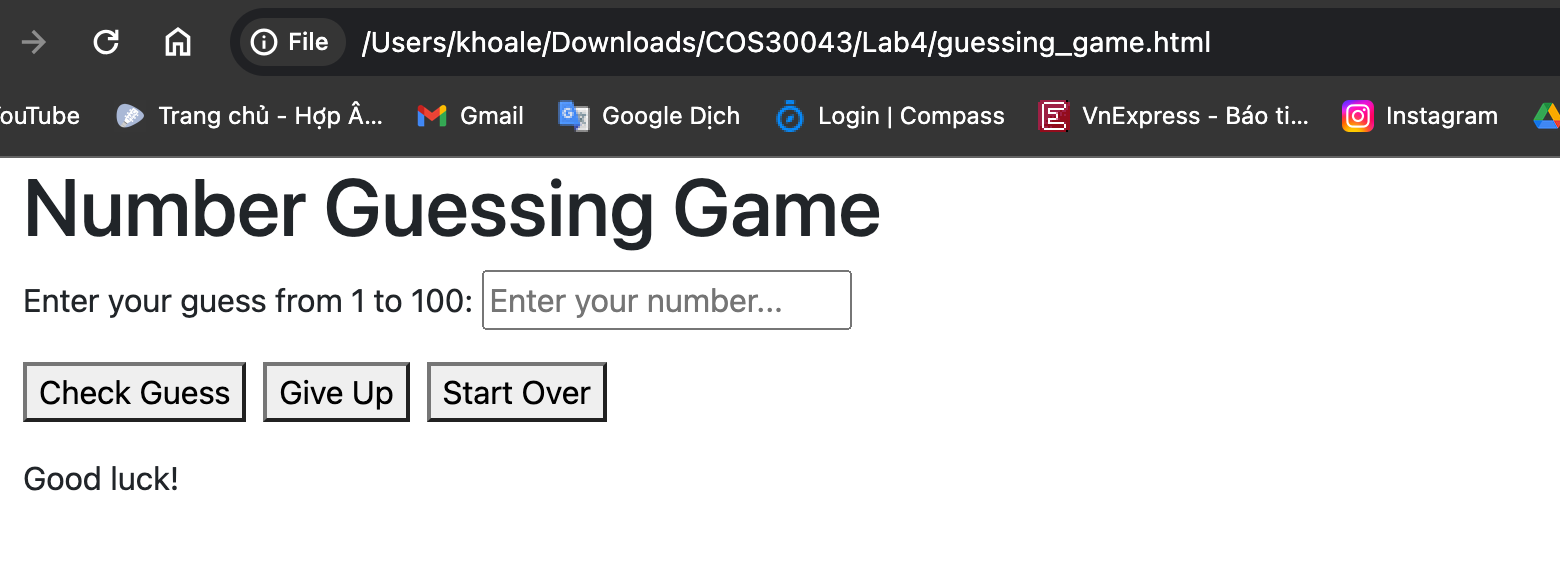 File /Users/khoale/Downloads/COS30043/Lab4/guessing_game.html
ouTube Trang chủ - Hợp Â... Gmail Google Dịch Login | Compass VnExpress - Báo ti... Instagram
Number Guessing Game
Enter your guess from 1 to 100: Enter your number...
Check Guess Give Up Start Over
Good luck!